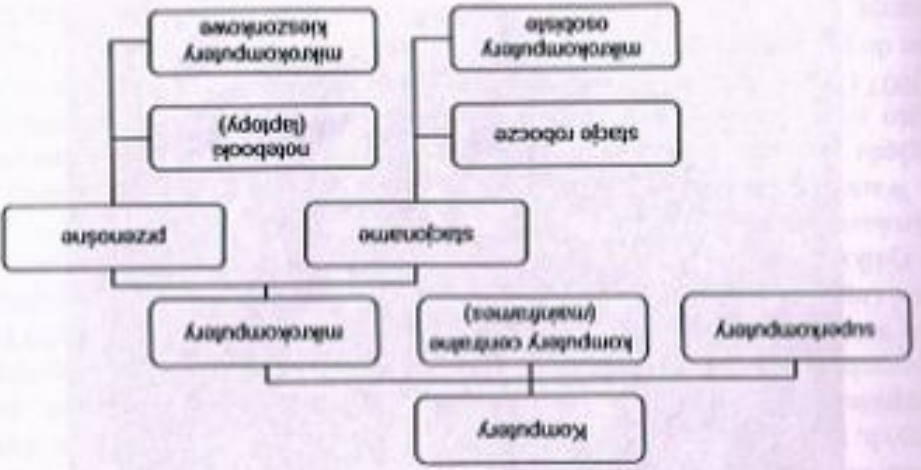 Komputery
superkomputery
komputery centralne
(mainframes)
mikrokomputery
stacjonarne
przenośne
stacje robocze
notebooki
(laptopy)
mikrokomputery
osobiste
mikrokomputery
kieszonkowe